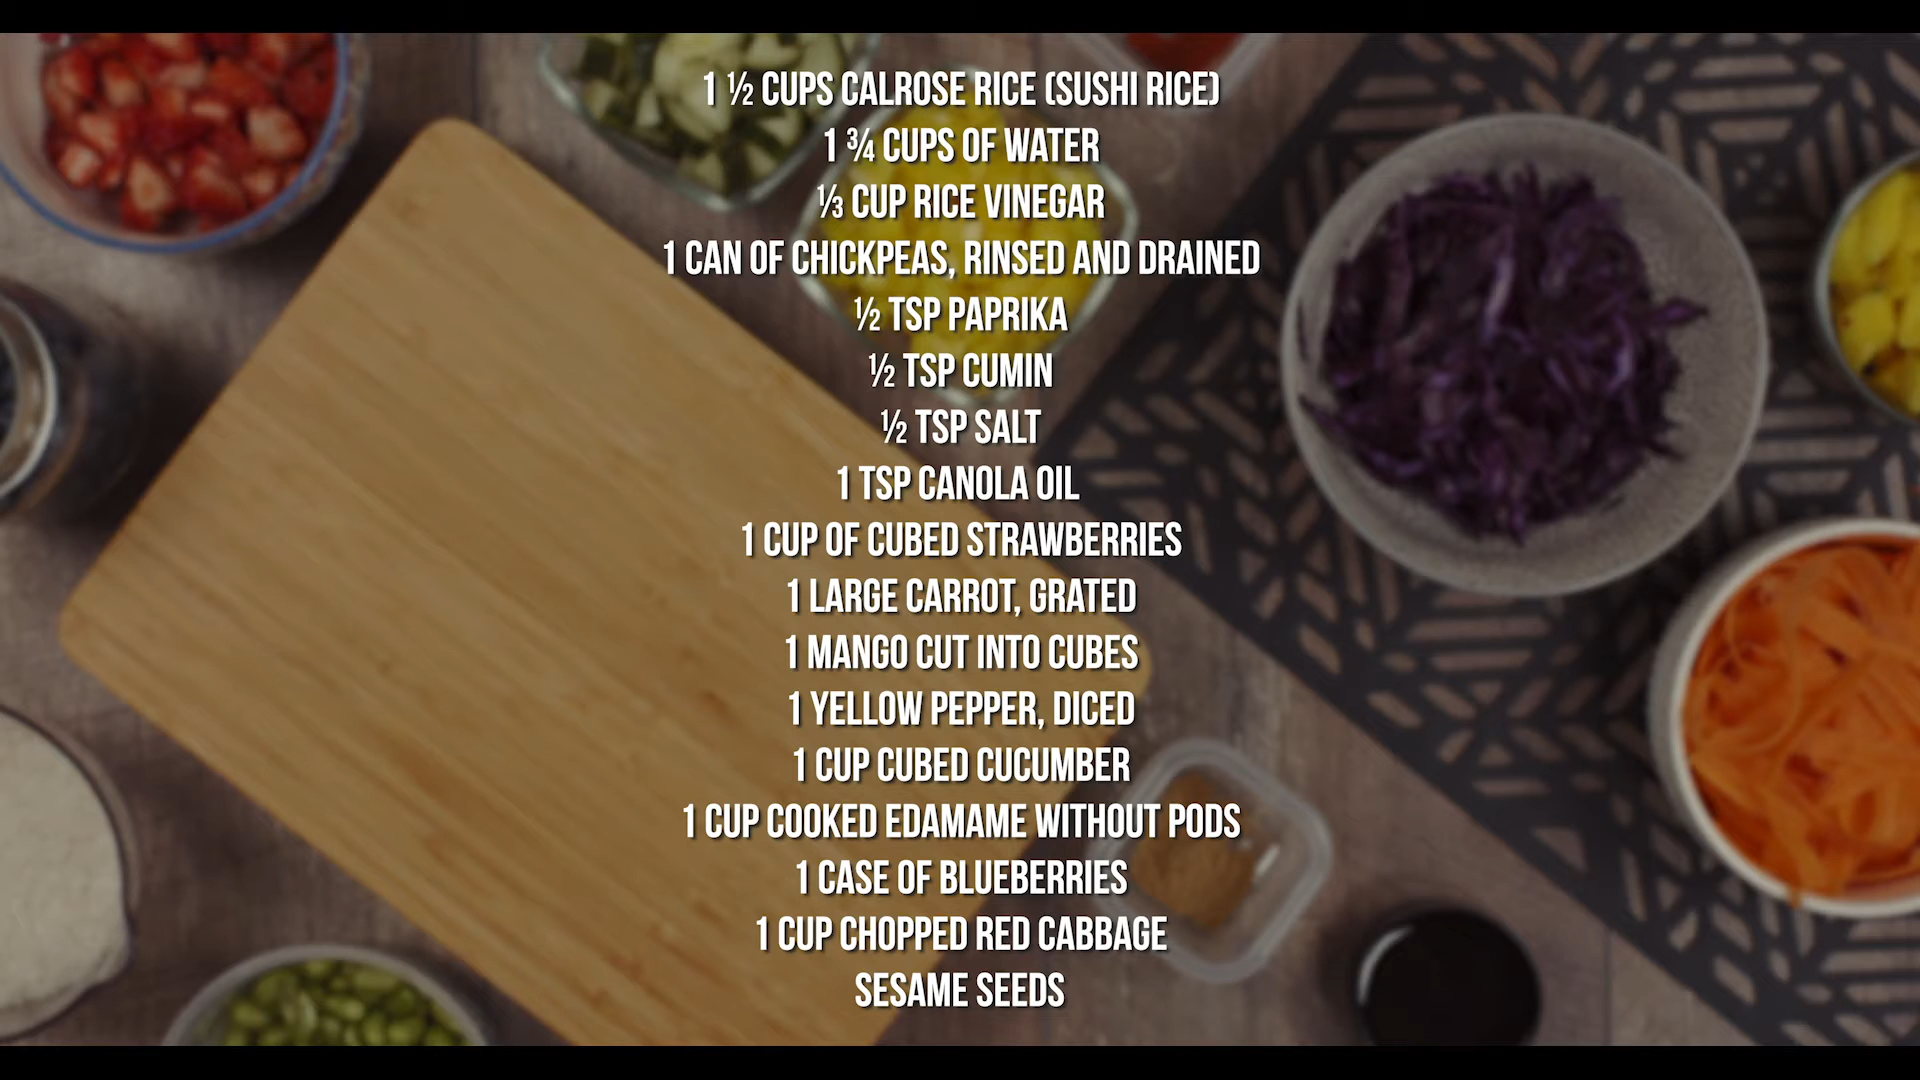 1 ½ CUPS CALROSE RICE (SUSHI RICE)
1 ¾ CUPS OF WATER
⅓ CUP RICE VINEGAR
1 CAN OF CHICKPEAS, RINSED AND DRAINED
½ TSP PAPRIKA
½ TSP CUMIN
½ TSP SALT
1 TSP CANOLA OIL
1 CUP OF CUBED STRAWBERRIES
1 LARGE CARROT, GRATED
1 MANGO CUT INTO CUBES
1 YELLOW PEPPER, DICED
1 CUP CUBED CUCUMBER
1 CUP COOKED EDAMAME WITHOUT PODS
1 CASE OF BLUEBERRIES
1 CUP CHOPPED RED CABBAGE
SESAME SEEDS